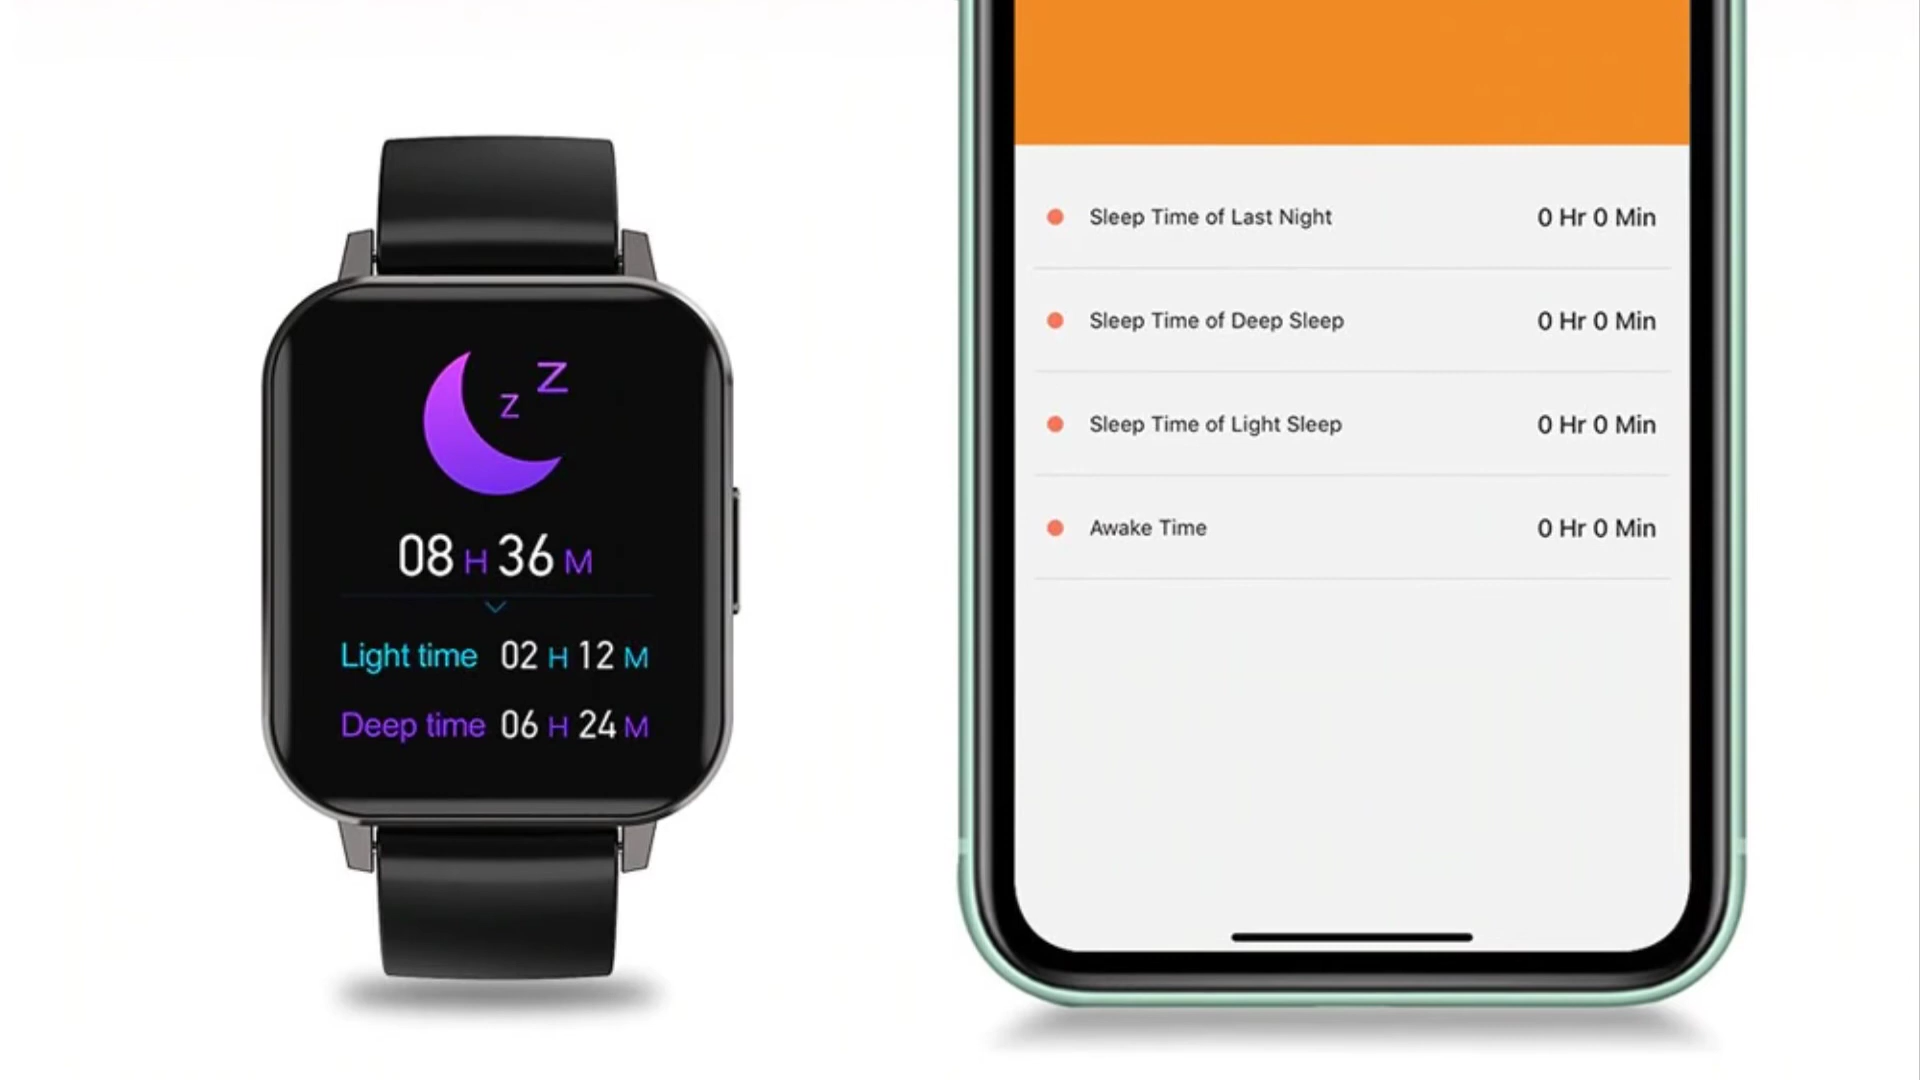 z Z
08 H 36 M
Light time 02 H 12 M
Deep time 06 H 24 M
Sleep Time of Last Night 0 Hr 0 Min
Sleep Time of Deep Sleep 0 Hr 0 Min
Sleep Time of Light Sleep 0 Hr 0 Min
Awake Time 0 Hr 0 Min